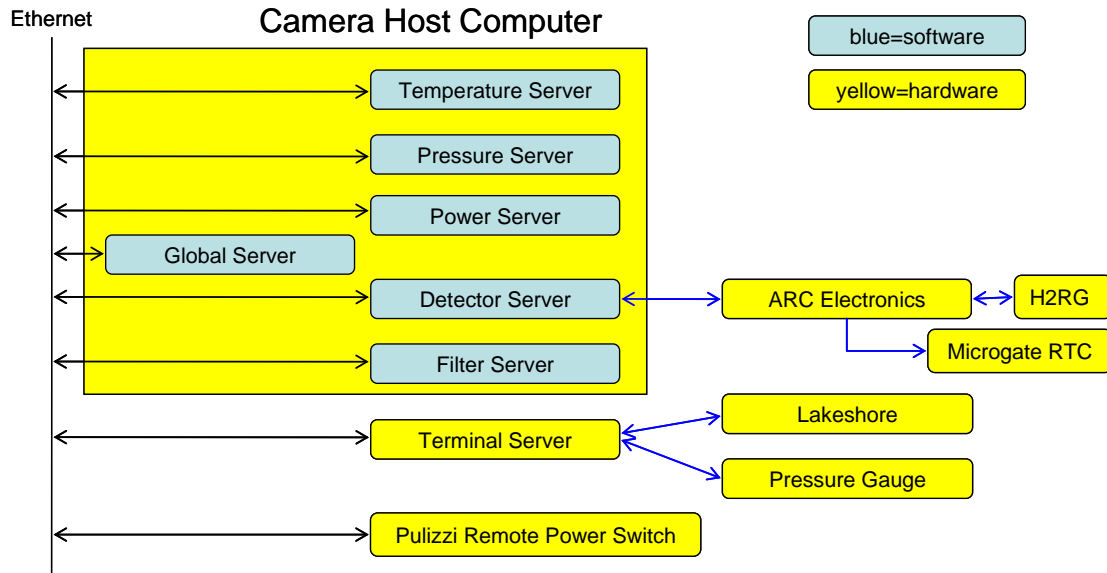 Ethernet
Camera Host Computer
blue=software
yellow=hardware
Temperature Server
Pressure Server
Power Server
Global Server
Detector Server
ARC Electronics
H2RG
Microgate RTC
Filter Server
Lakeshore
Terminal Server
Pressure Gauge
Pulizzi Remote Power Switch